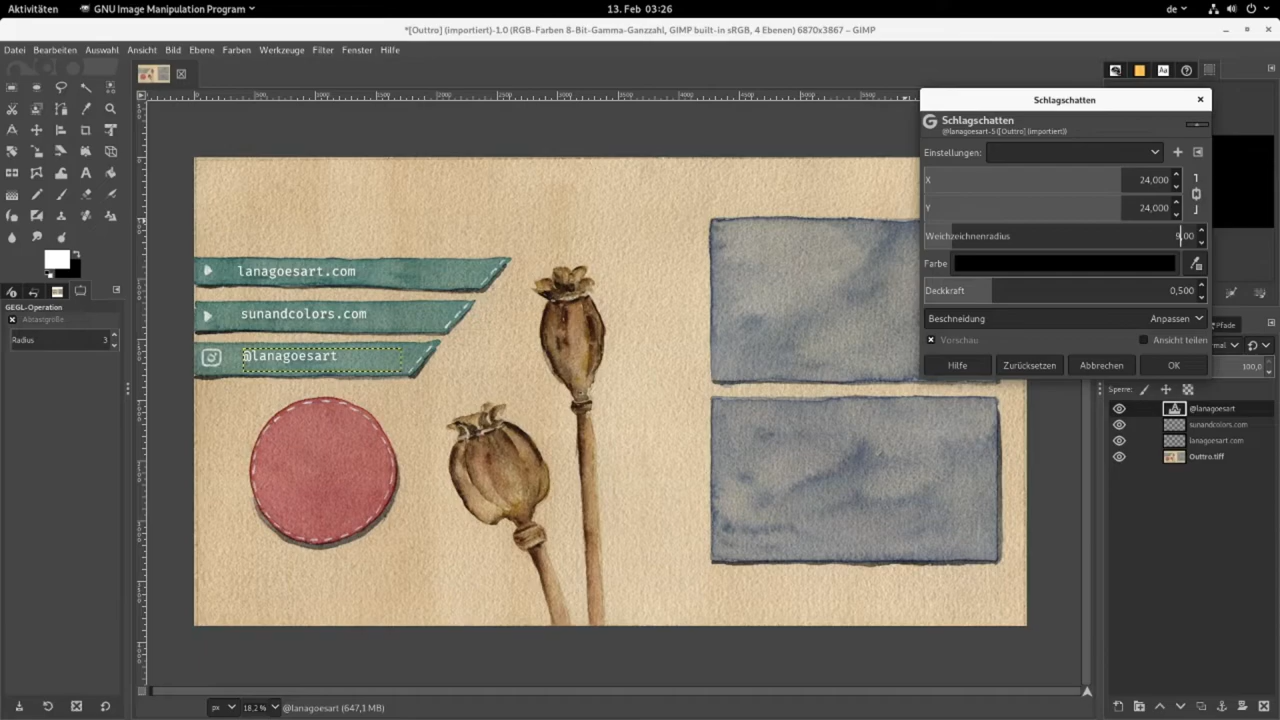 Aktivitäten GNU Image Manipulation Program 13. Feb 03:26 de
*[Outtro] (importiert)-1.0 (RGB-Farben 8-Bit-Gamma-Ganzzahl, GIMP built-in sRGB, 4 Ebenen) 6870x3867 – GIMP
Datei Bearbeiten Auswahl Ansicht Bild Ebene Farben Werkzeuge Filter Fenster Hilfe
Schlagschatten
Schlagschatten
@lanagoesart-5 ([Outtro] (importiert))
Einstellungen:
X 24,000
Y 24,000
Weichzeichnenradius 9,00
Farbe
Deckkraft 0,500
Beschneidung Anpassen
Vorschau Ansicht teilen
Hilfe Zurücksetzen Abbrechen OK
lanagoesart.com
sunandcolors.com
@lanagoesart
GEGL-Operation
Abtastgröße
Radius 3
Pfade
100,0
Sperre:
@lanagoesart
sunandcolors.com
lanagoesart.com
Outtro.tiff
px 18,2 % @lanagoesart (647,1 MB)